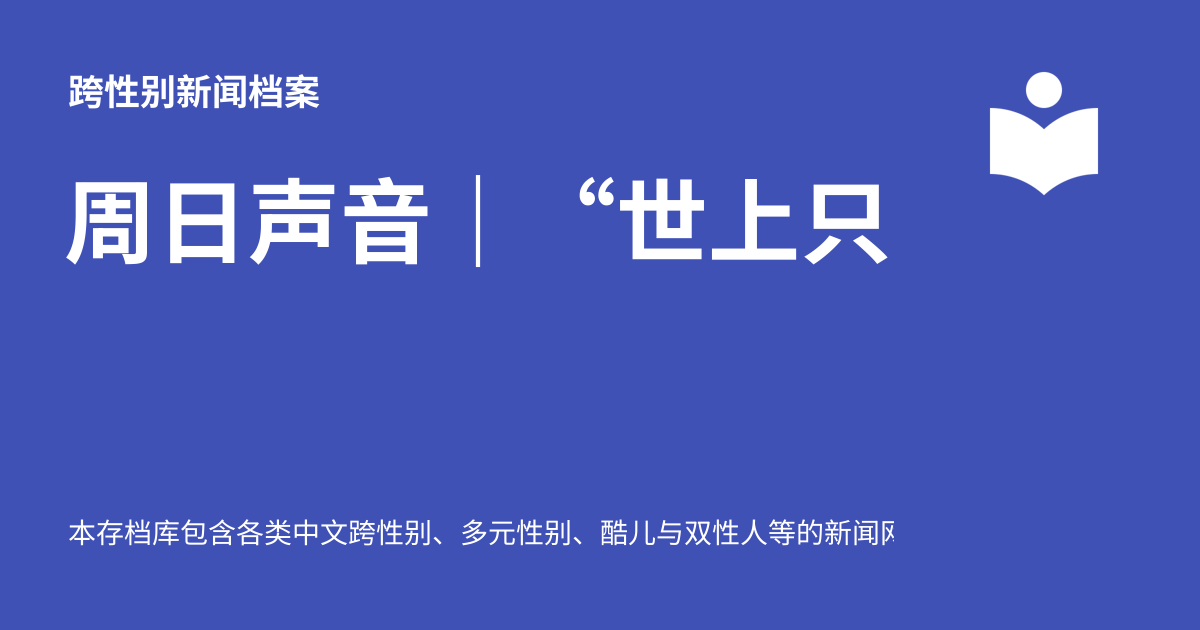 跨性别新闻档案
周日声音｜ “世上只
本存档库包含各类中文跨性别、多元性别、酷儿与双性人等的新闻